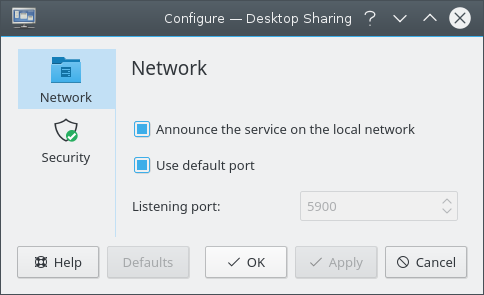 Configure — Desktop Sharing
Network
Security
Network
Announce the service on the local network
Use default port
Listening port: 5900
Help Defaults OK Apply Cancel